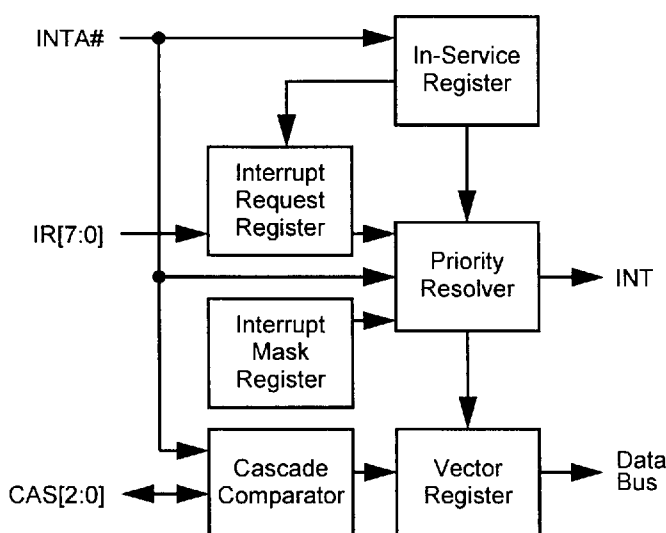 INTA#
In-Service
Register
Interrupt
Request
Register
IR[7:0]
Priority
Resolver
INT
Interrupt
Mask
Register
CAS[2:0]
Cascade
Comparator
Vector
Register
Data
Bus